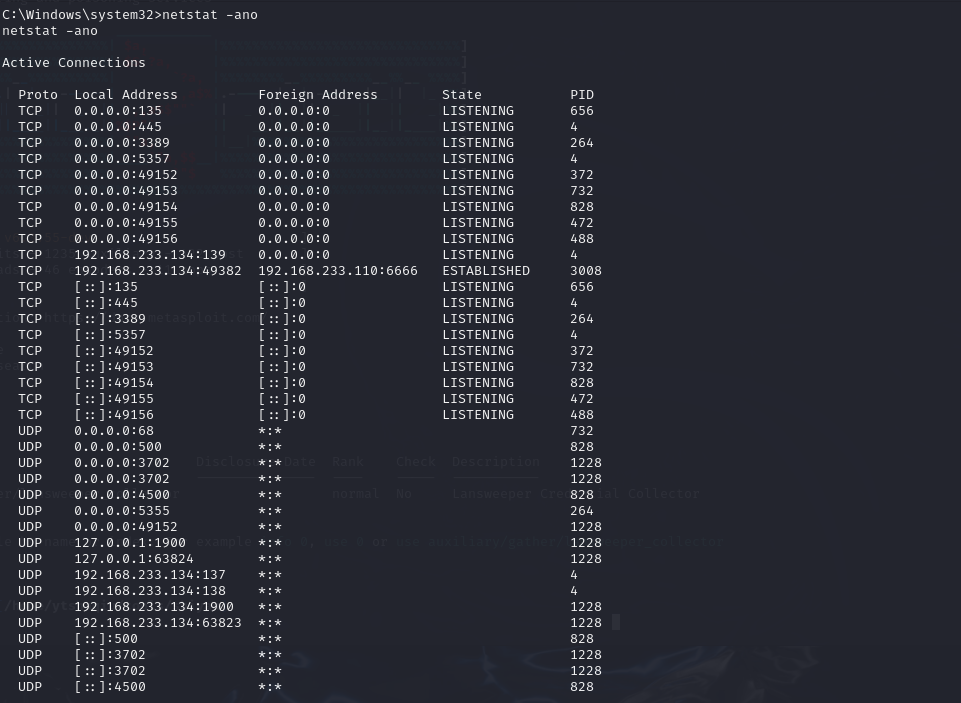 C:\Windows\system32>netstat -ano
netstat -ano
Active Connections
Proto Local Address Foreign Address State PID
TCP 0.0.0.0:135 0.0.0.0:0 LISTENING 656
TCP 0.0.0.0:445 0.0.0.0:0 LISTENING 4
TCP 0.0.0.0:3389 0.0.0.0:0 LISTENING 264
TCP 0.0.0.0:5357 0.0.0.0:0 LISTENING 4
TCP 0.0.0.0:49152 0.0.0.0:0 LISTENING 372
TCP 0.0.0.0:49153 0.0.0.0:0 LISTENING 732
TCP 0.0.0.0:49154 0.0.0.0:0 LISTENING 828
TCP 0.0.0.0:49155 0.0.0.0:0 LISTENING 472
TCP 0.0.0.0:49156 0.0.0.0:0 LISTENING 488
TCP 192.168.233.134:139 0.0.0.0:0 LISTENING 4
TCP 192.168.233.134:49382 192.168.233.110:6666 ESTABLISHED 3008
TCP [::]:135 [::]:0 LISTENING 656
TCP [::]:445 [::]:0 LISTENING 4
TCP [::]:3389 [::]:0 LISTENING 264
TCP [::]:5357 [::]:0 LISTENING 4
TCP [::]:49152 [::]:0 LISTENING 372
TCP [::]:49153 [::]:0 LISTENING 732
TCP [::]:49154 [::]:0 LISTENING 828
TCP [::]:49155 [::]:0 LISTENING 472
TCP [::]:49156 [::]:0 LISTENING 488
UDP 0.0.0.0:68 *:* 732
UDP 0.0.0.0:500 *:* 828
UDP 0.0.0.0:3702 *:* 1228
UDP 0.0.0.0:3702 *:* 1228
UDP 0.0.0.0:4500 *:* 828
UDP 0.0.0.0:5355 *:* 264
UDP 0.0.0.0:49152 *:* 1228
UDP 127.0.0.1:1900 *:* 1228
UDP 127.0.0.1:63824 *:* 1228
UDP 192.168.233.134:137 *:* 4
UDP 192.168.233.134:138 *:* 4
UDP 192.168.233.134:1900 *:* 1228
UDP 192.168.233.134:63823 *:* 1228
UDP [::]:500 *:* 828
UDP [::]:3702 *:* 1228
UDP [::]:3702 *:* 1228
UDP [::]:4500 *:* 828